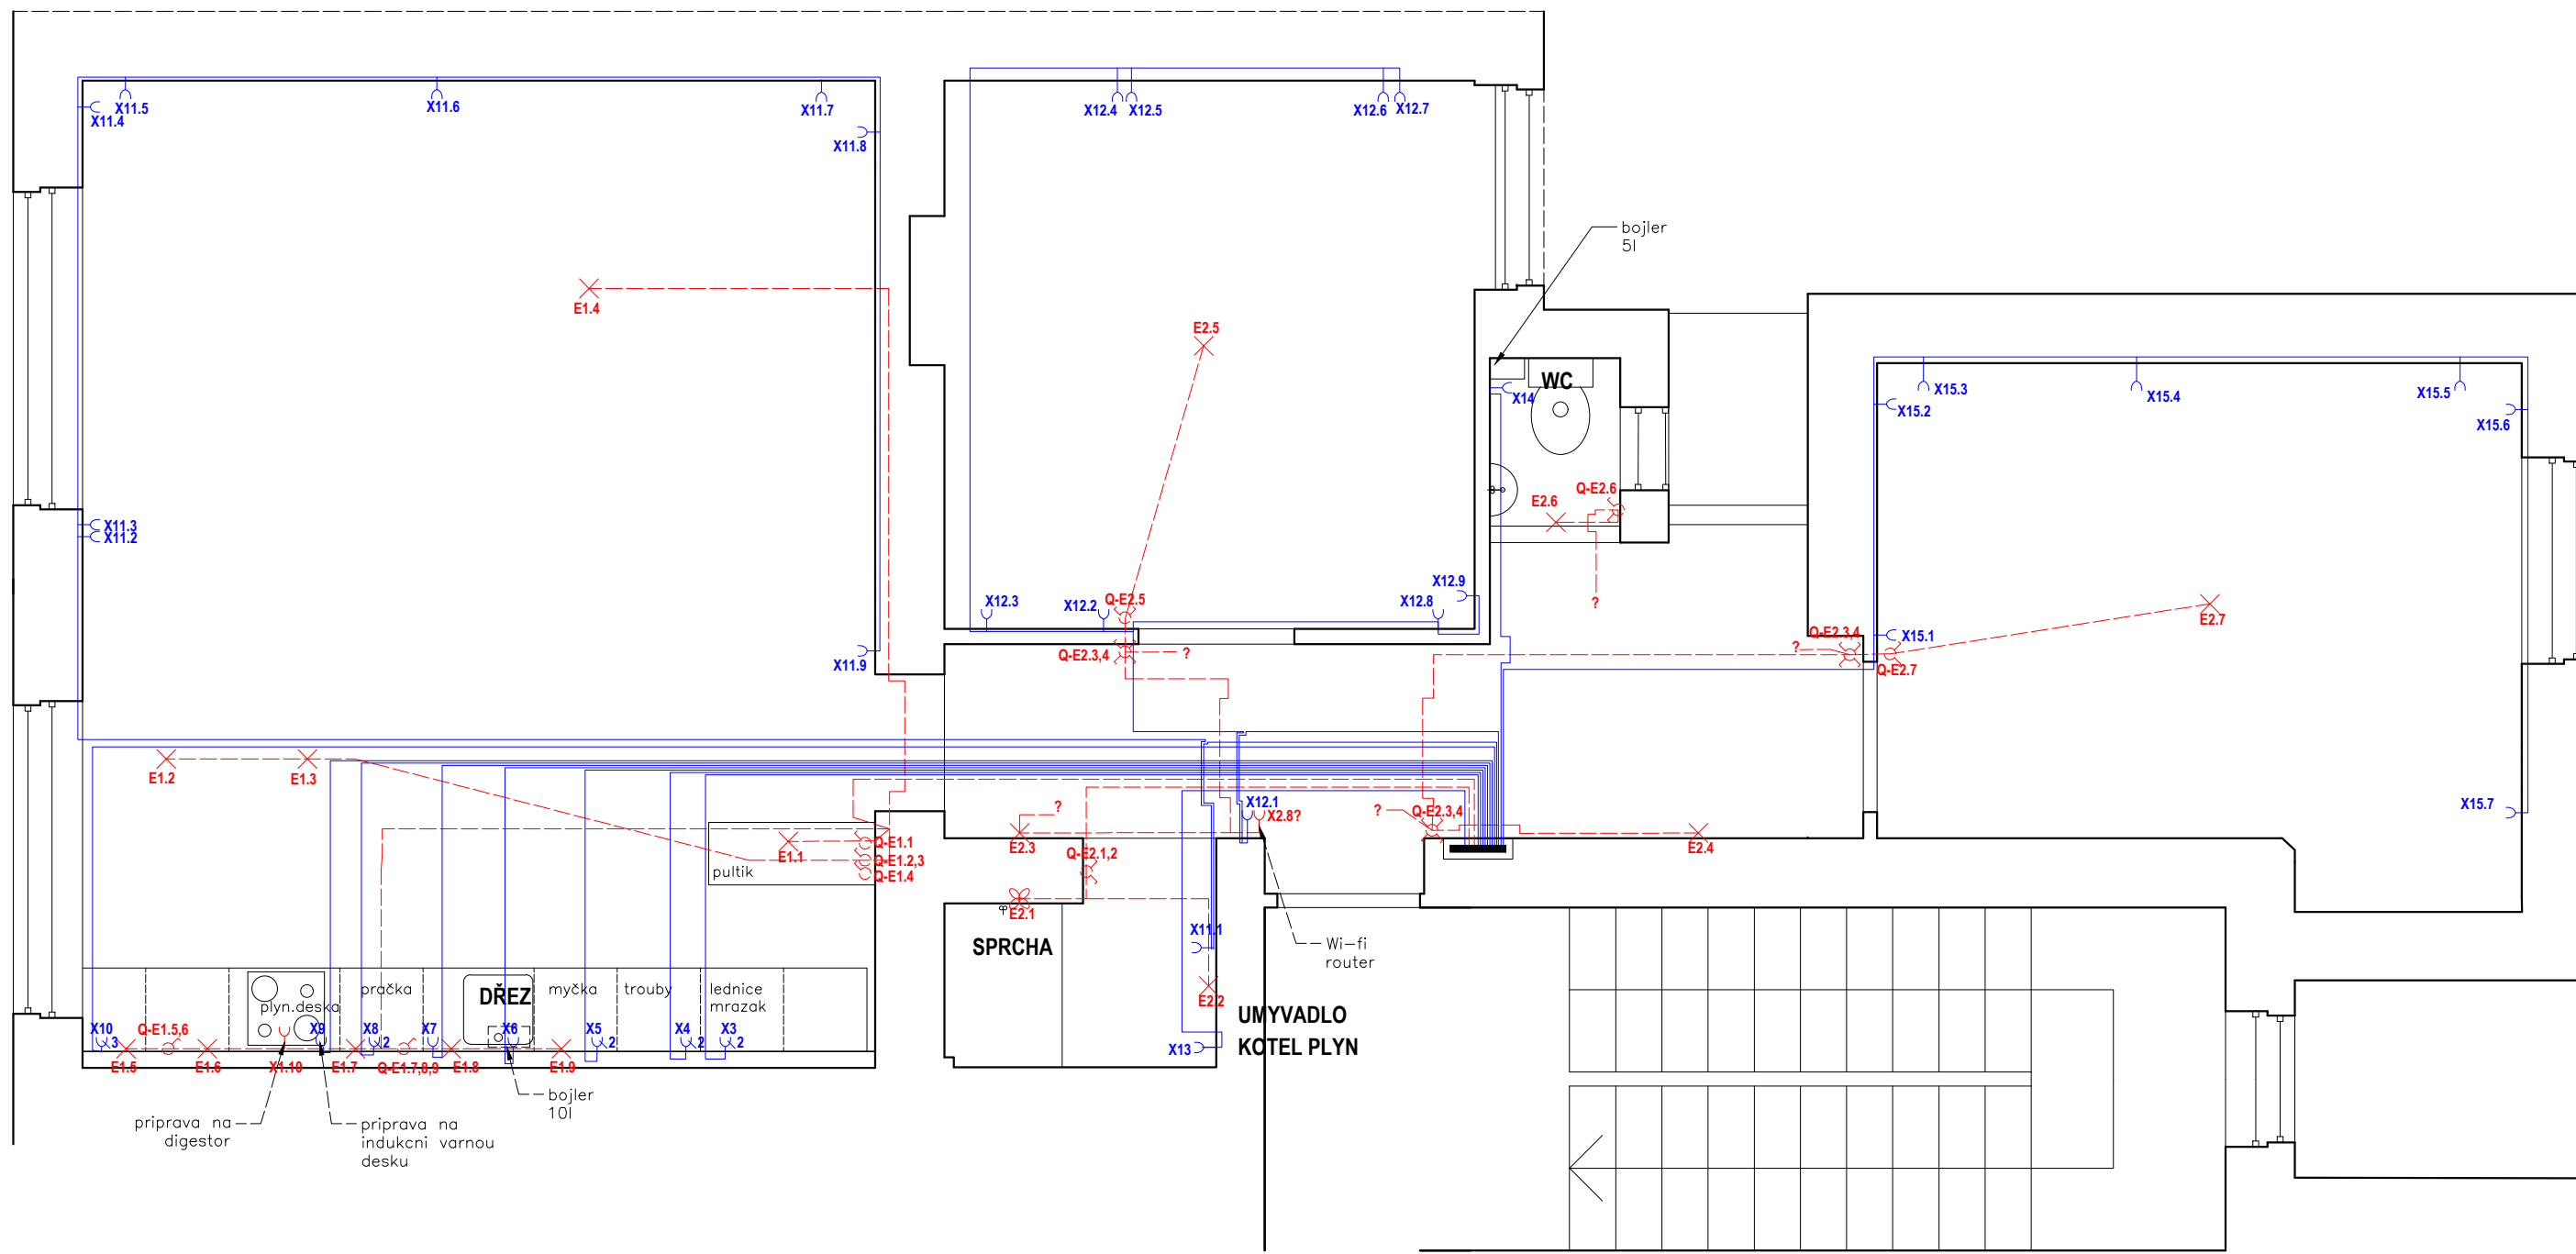 X11.5
X11.6
X11.7
X11.4
X11.8
X12.4
X12.5
X12.6
X12.7
bojler
5l
E1.4
E2.5
WC
X14
X15.3
X15.4
X15.5
X15.2
X15.6
Q-E2.6
E2.6
X11.3
X11.2
X12.9
X12.3
X12.2
Q-E2.5
X12.8
?
E2.7
Q-E2.3,4
X15.1
X11.9
Q-E2.3,4
?
?
Q-E2.7
E1.2
E1.3
X12.1
X2.8?
?
?
Q-E2.3,4
X15.7
E1.1
Q-E1.1
Q-E1.2,3
Q-E1.4
pultik
E2.3
Q-E2.1,2
E2.4
E2.1
X11.1
SPRCHA
Wi-fi
router
E2.2
UMYVADLO
KOTEL PLYN
X13
plyn.deska
pračka
DŘEZ
myčka
trouby
lednice
mrazak
X10
3
Q-E1.5,6
X9
X8
2
X7
X6
X5
2
X4
2
X3
2
E1.5
E1.6
X1.10
E1.7
Q-E1.7,8,9
E1.8
E1.9
bojler
10l
priprava na
digestor
priprava na
indukcni varnou
desku